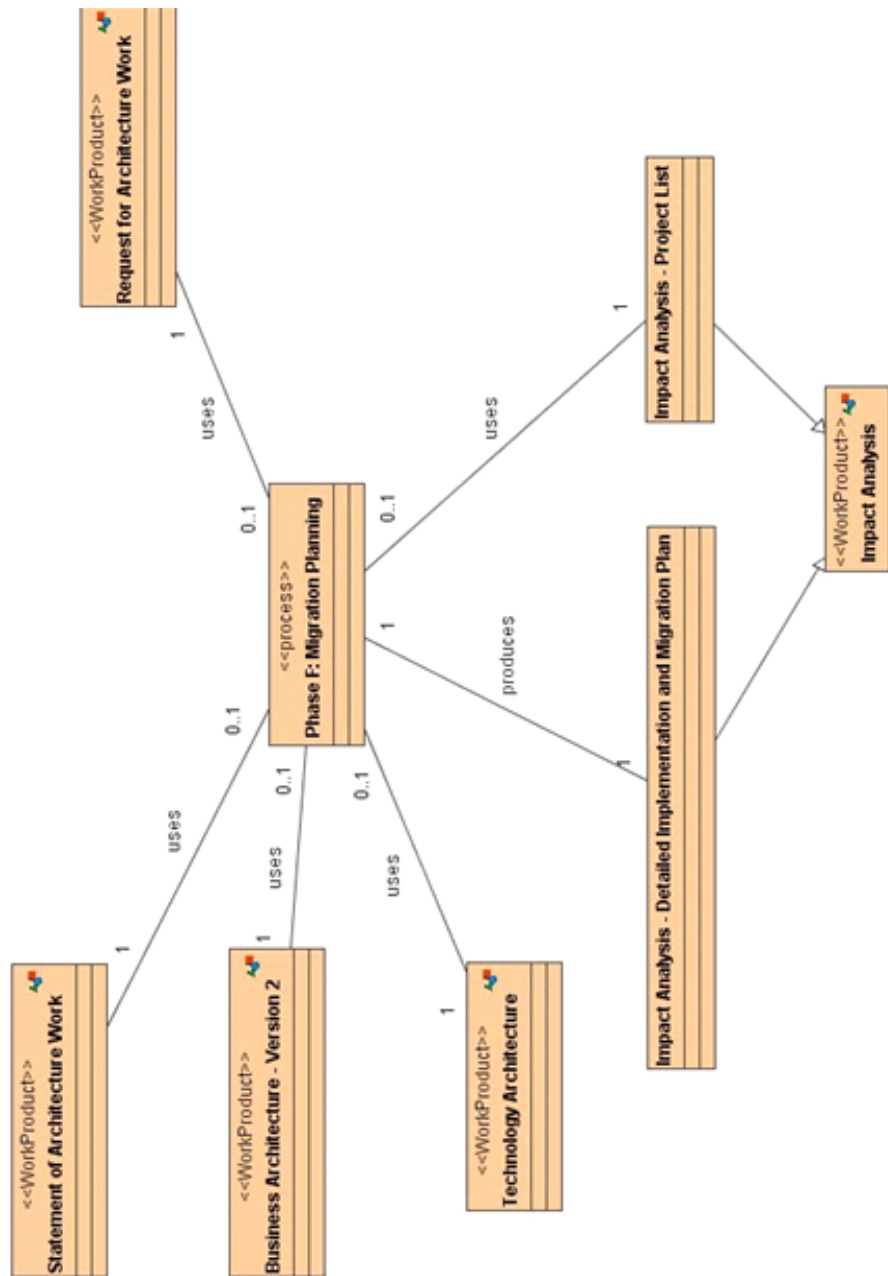 <<WorkProduct>>
Statement of Architecture Work
1
uses
0..1
<<WorkProduct>>
Business Architecture - Version 2
1
uses
0..1
<<WorkProduct>>
Technology Architecture
1
uses
0..1
<<process>>
Phase F: Migration Planning
<<WorkProduct>>
Request for Architecture Work
1
uses
0..1
1
produces
1
Impact Analysis - Detailed Implementation and Migration Plan
0..1
uses
1
Impact Analysis - Project List
<<WorkProduct>>
Impact Analysis